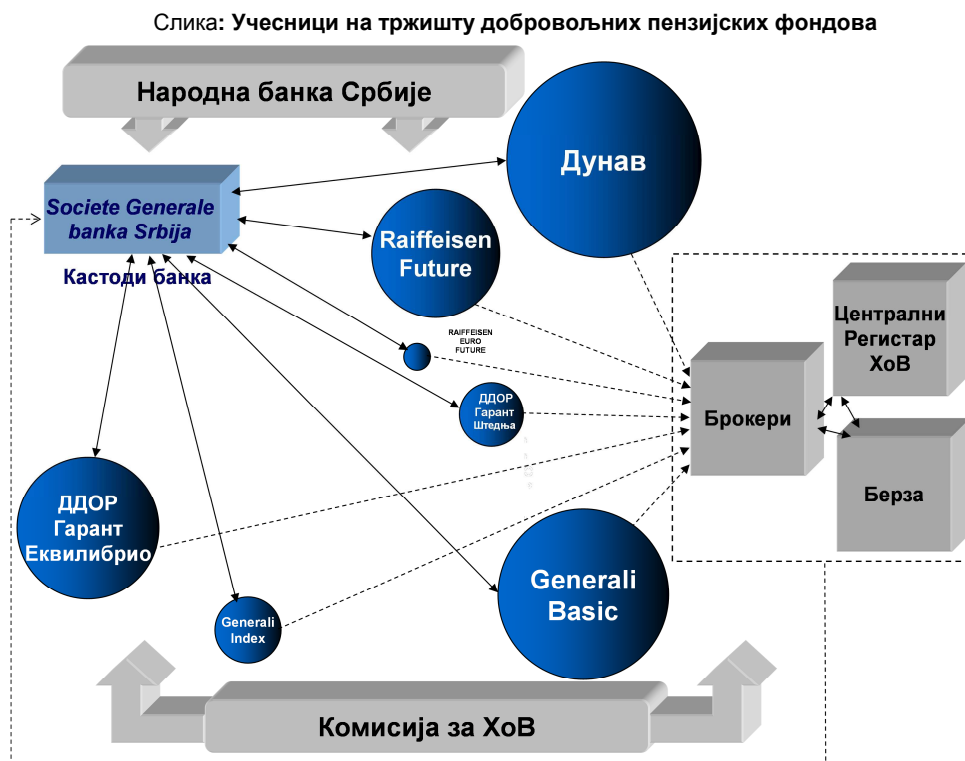 Слика: Учесници на тржишту добровољних пензијских фондова
Народна банка Србије
Дунав
Societe Generale
banka Srbija
Кастоди банка
Raiffeisen
Future
RAIFFEISEN
EURO
FUTURE
ДДОР
Гарант
Штедња
Централни
Регистар
ХоВ
Брокери
Берза
ДДОР
Гарант
Еквилибрио
Generali
Index
Generali
Basic
Комисија за ХоВ